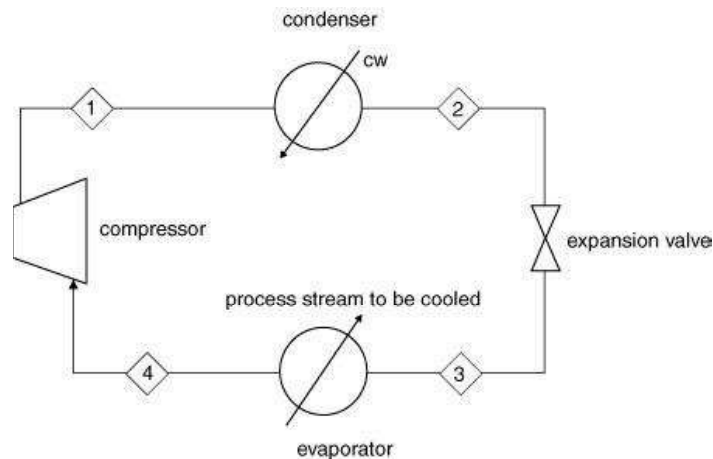 condenser
cw
1
2
compressor
expansion valve
process stream to be cooled
4
3
evaporator